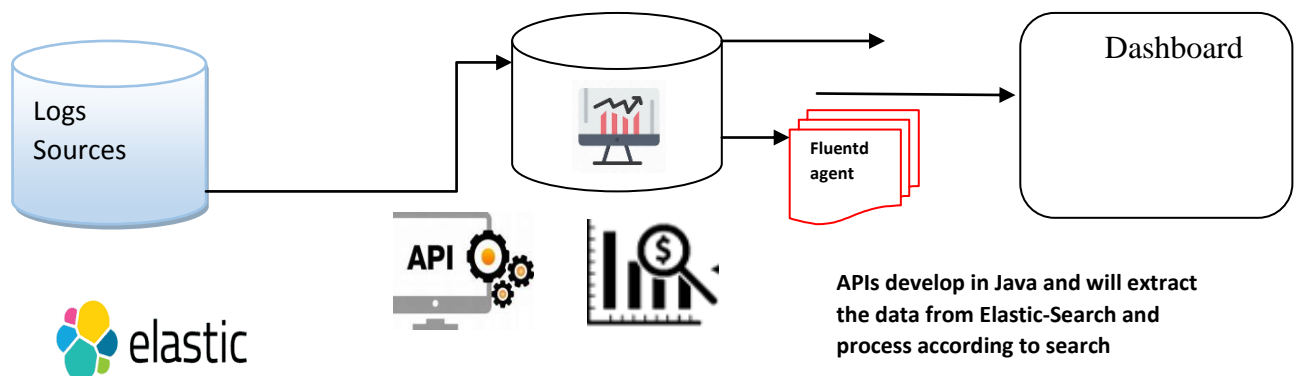 Logs
Sources
Dashboard
Fluentd
agent
API
$
elastic
APIs develop in Java and will extract
the data from Elastic-Search and
process according to search